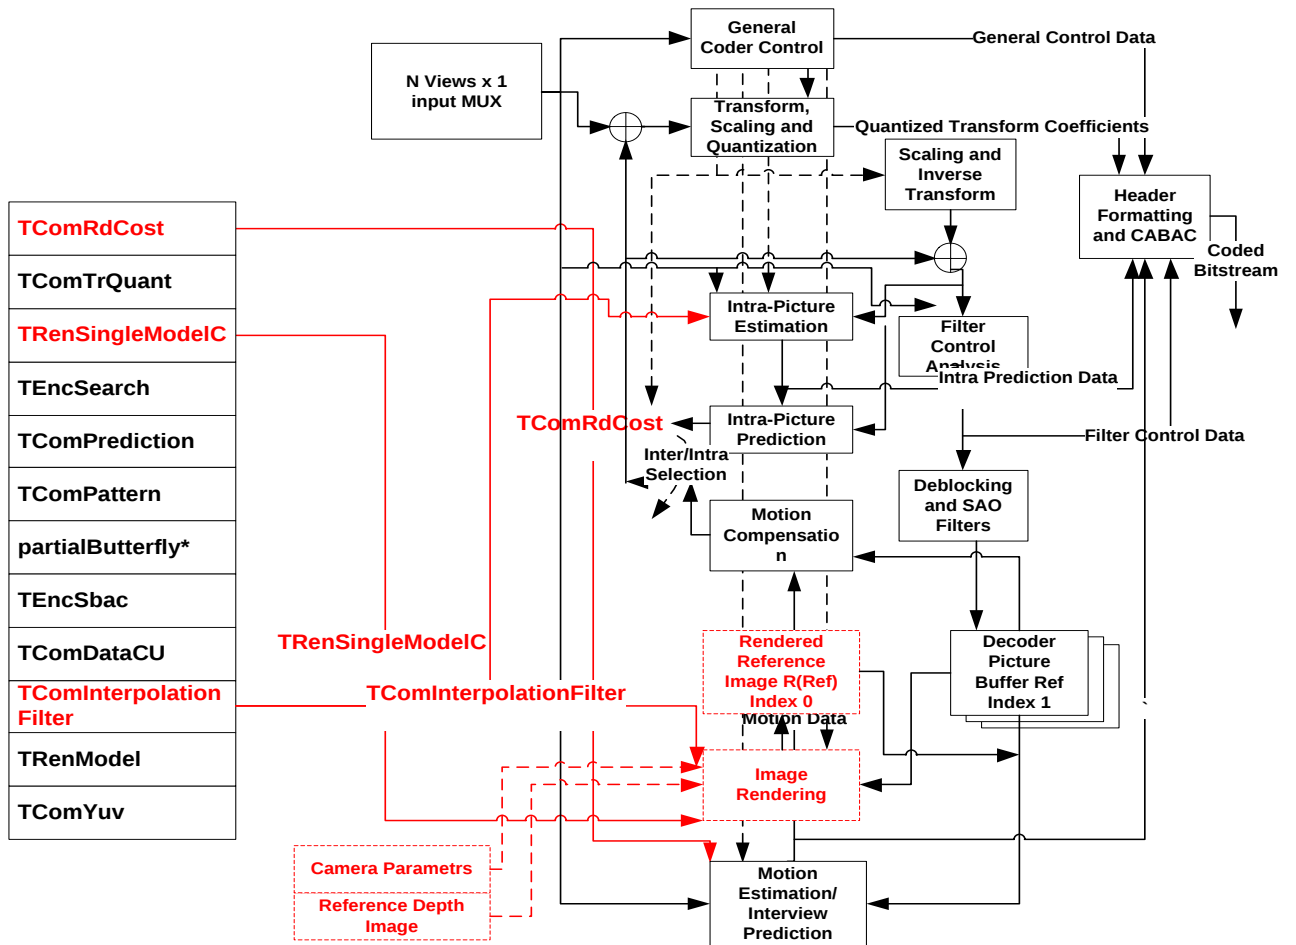 General
Coder Control
General Control Data
N Views x 1
input MUX
Transform,
Scaling and
Quantization
Quantized Transform Coefficients
Scaling and
Inverse
Transform
Header
Formatting
and CABAC
Coded
Bitstream
TComRdCost
TComTrQuant
TRenSingleModelC
TEncSearch
TComPrediction
TComPattern
partialButterfly*
TEncSbac
TComDataCU
TComInterpolation
Filter
TRenModel
TComYuv
Intra-Picture
Estimation
Filter
Control
Analysis
Intra Prediction Data
TComRdCost
Intra-Picture
Prediction
Filter Control Data
Inter/Intra
Selection
Deblocking
and SAO
Filters
Motion
Compensatio
n
TRenSingleModelC
Rendered
Reference
Image R(Ref)
Index 0
Decoder
Picture
Buffer Ref
Index 1
TComInterpolationFilter
Motion Data
Image
Rendering
Camera Parametrs
Reference Depth
Image
Motion
Estimation/
Interview
Prediction